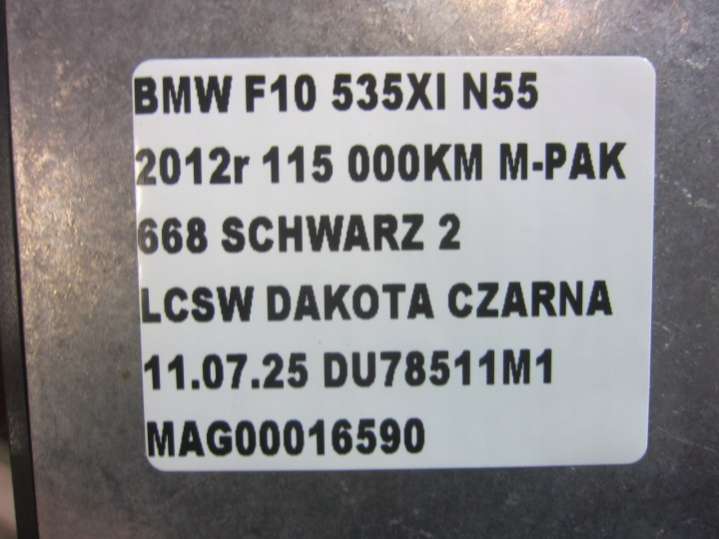 BMW F10 535XI N55
2012r 115 000KM M-PAK
668 SCHWARZ 2
LCSW DAKOTA CZARNA
11.07.25 DU78511M1
MAG00016590